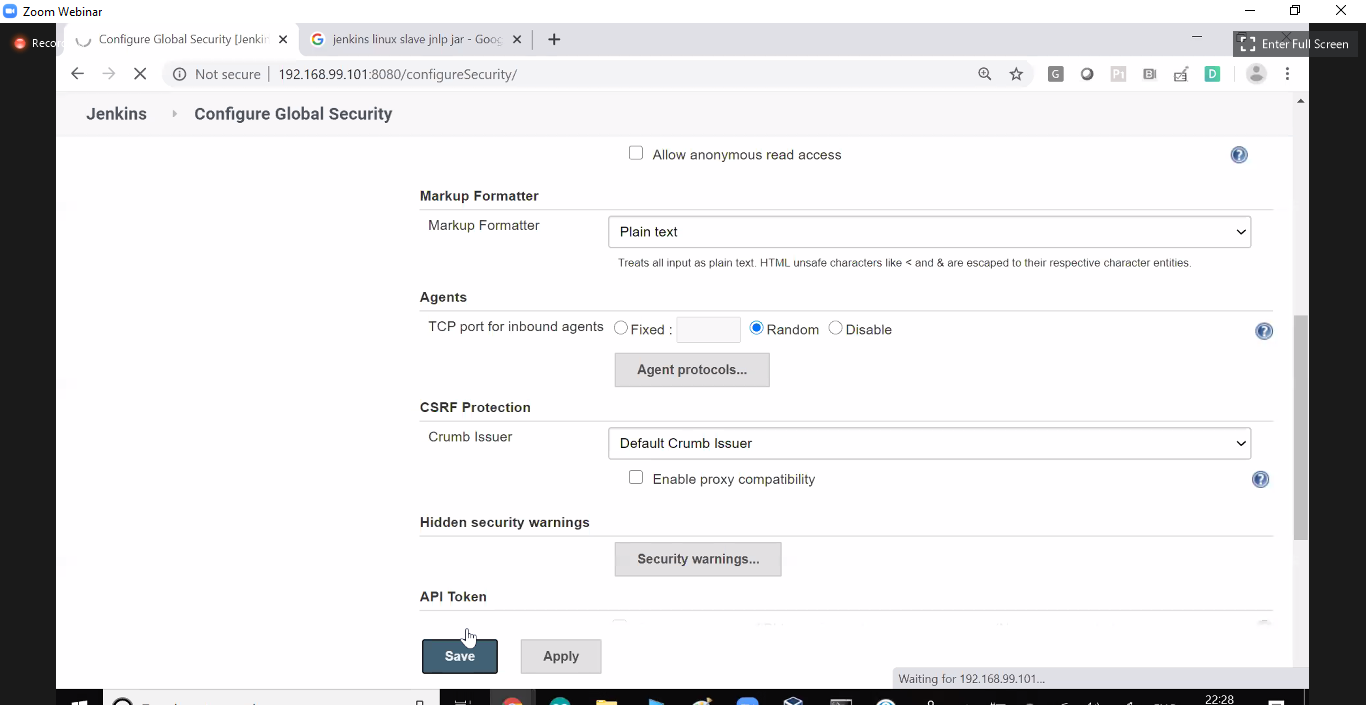 Zoom Webinar
Recor
Configure Global Security [Jenkin
jenkins linux slave jnlp jar - Goog
Enter Full Screen
Not secure
192.168.99.101:8080/configureSecurity/
Jenkins
Configure Global Security
Allow anonymous read access
Markup Formatter
Markup Formatter
Plain text
Treats all input as plain text. HTML unsafe characters like < and & are escaped to their respective character entities.
Agents
TCP port for inbound agents
Fixed :
Random
Disable
Agent protocols...
CSRF Protection
Crumb Issuer
Default Crumb Issuer
Enable proxy compatibility
Hidden security warnings
Security warnings...
API Token
Save
Apply
Waiting for 192.168.99.101...
22:28